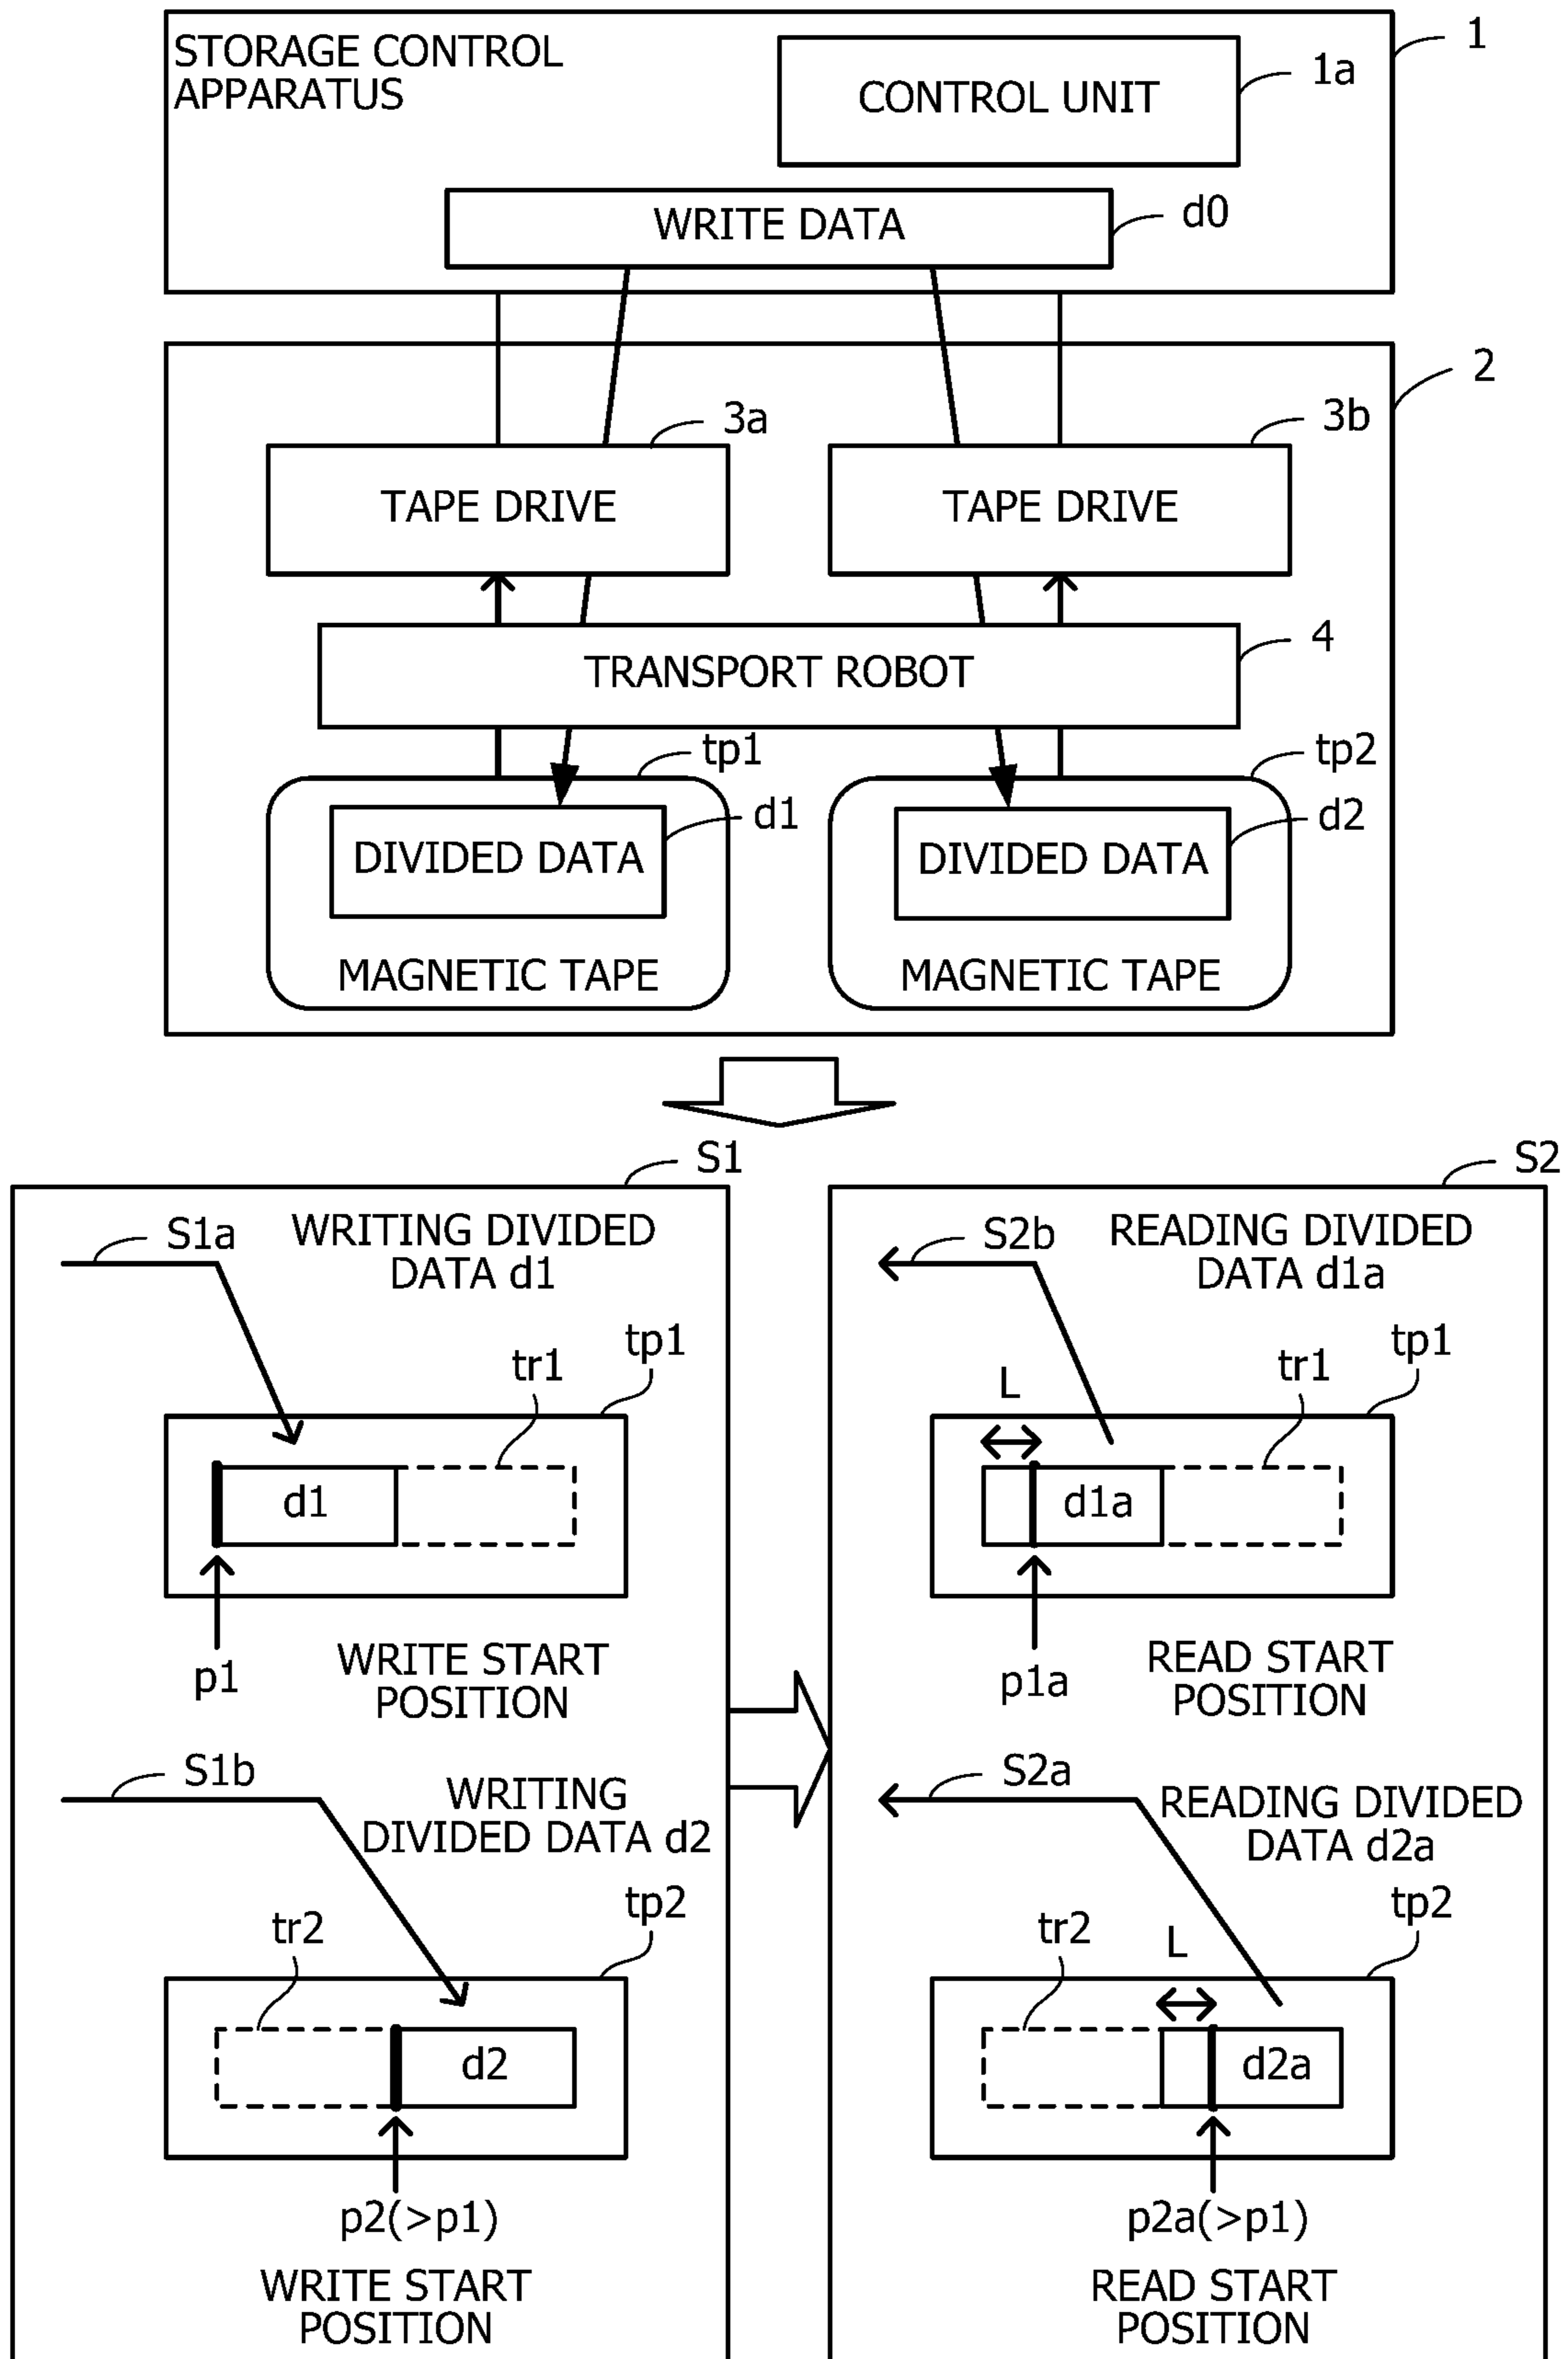 STORAGE CONTROL
APPARATUS
1
CONTROL UNIT
1a
WRITE DATA
d0
2
3a
3b
TAPE DRIVE
TAPE DRIVE
TRANSPORT ROBOT
4
tp1
tp2
d1
d2
DIVIDED DATA
DIVIDED DATA
MAGNETIC TAPE
MAGNETIC TAPE
S1
S1a
WRITING DIVIDED
DATA d1
tr1
tp1
d1
p1
WRITE START
POSITION
S1b
WRITING
DIVIDED DATA d2
tr2
tp2
d2
p2(>p1)
WRITE START
POSITION
S2
S2b
READING DIVIDED
DATA d1a
L
tr1
tp1
d1a
p1a
READ START
POSITION
S2a
READING DIVIDED
DATA d2a
tr2
L
tp2
d2a
p2a(>p1)
READ START
POSITION